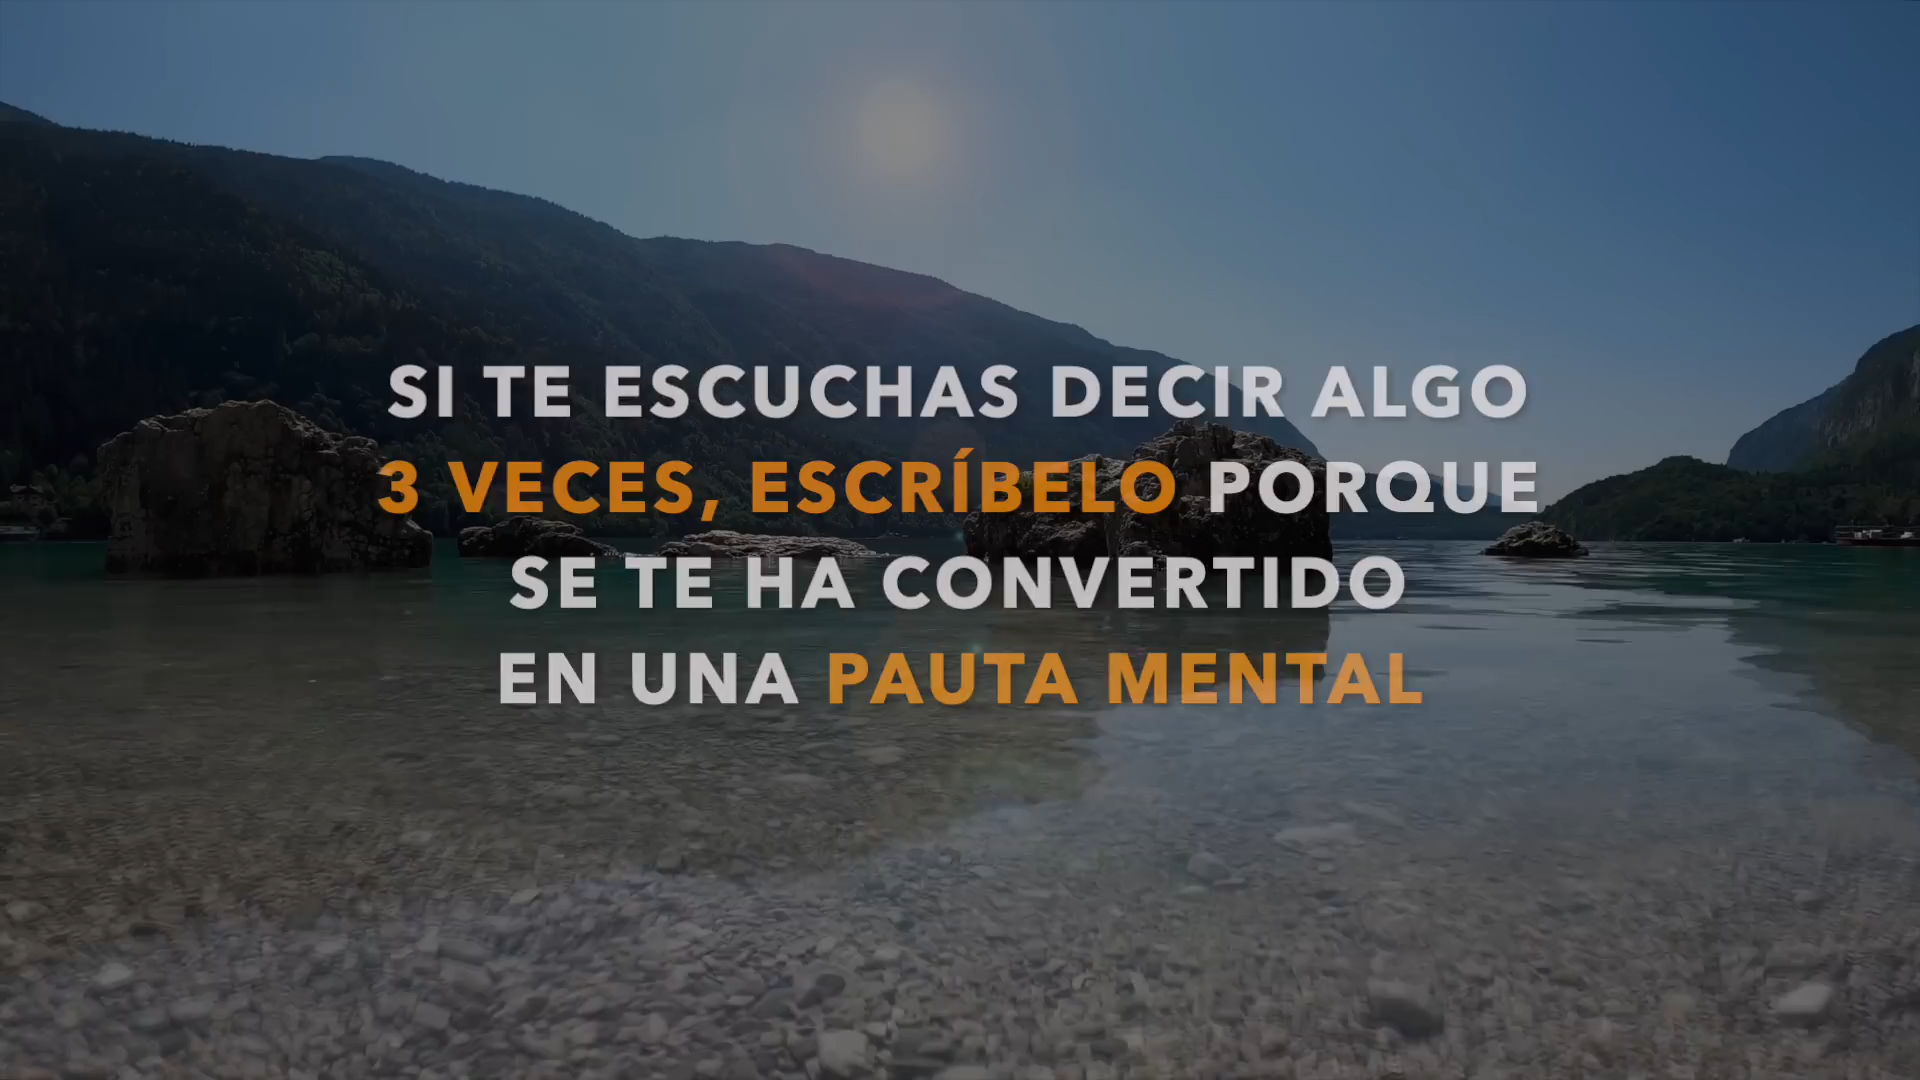 SI TE ESCUCHAS DECIR ALGO
3 VECES, ESCRÍBELO PORQUE
SE TE HA CONVERTIDO
EN UNA PAUTA MENTAL